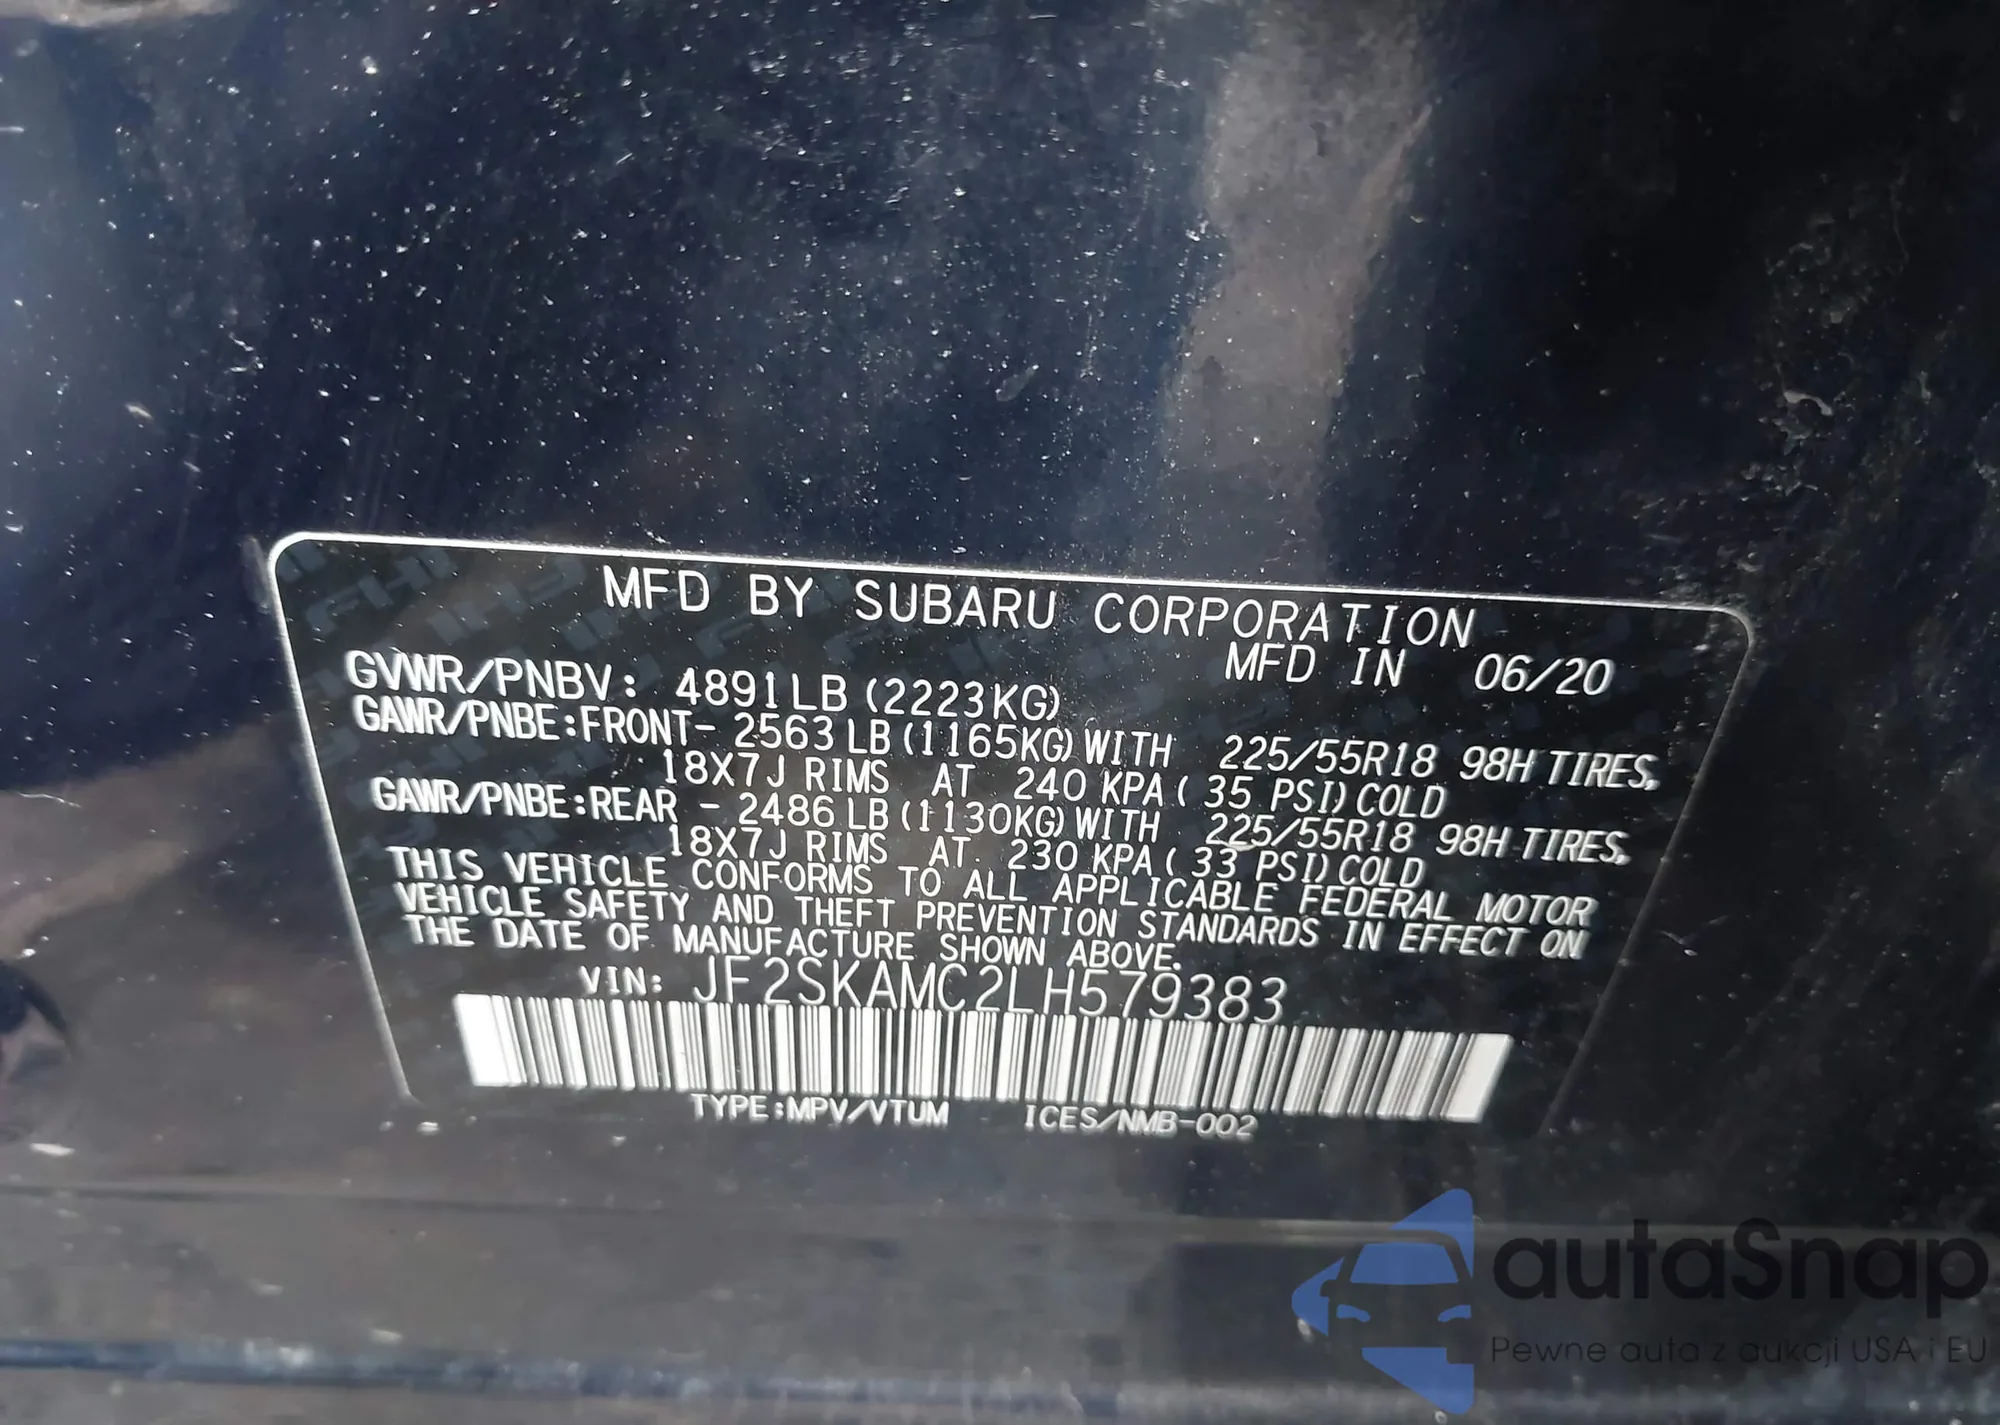 MFD BY SUBARU CORPORATION
MFD IN 06/20
GVWR/PNBV: 4891LB (2223KG)
GAWR/PNBE:FRONT- 2563 LB (1165KG) WITH 225/55R18 98H TIRES,
18X7J RIMS AT 240 KPA ( 35 PSI) COLD
GAWR/PNBE:REAR - 2486 LB (1130KG) WITH 225/55R18 98H TIRES,
18X7J RIMS AT 230 KPA ( 33 PSI) COLD
THIS VEHICLE CONFORMS TO ALL APPLICABLE FEDERAL MOTOR
VEHICLE SAFETY AND THEFT PREVENTION STANDARDS IN EFFECT ON
THE DATE OF MANUFACTURE SHOWN ABOVE.
VIN: JF2SKAMC2LH579383
TYPE:MPV/VTUM ICES/NMB-002
autaSnap
Pewne auta z aukcji USA i EU